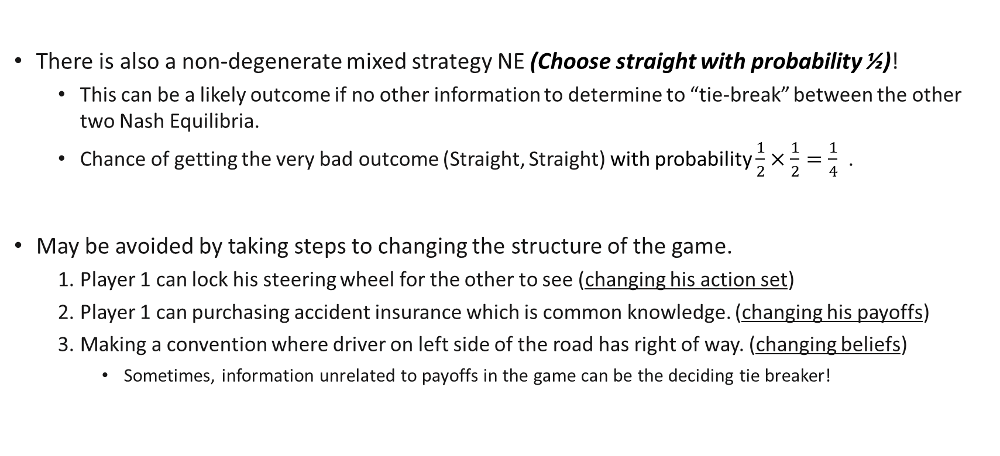 • There is also a non-degenerate mixed strategy NE (Choose straight with probability ½)!
• This can be a likely outcome if no other information to determine to “tie-break” between the other
two Nash Equilibria.
• Chance of getting the very bad outcome (Straight, Straight) with probability 1/2 × 1/2 = 1/4 .
• May be avoided by taking steps to changing the structure of the game.
1. Player 1 can lock his steering wheel for the other to see (changing his action set)
2. Player 1 can purchasing accident insurance which is common knowledge. (changing his payoffs)
3. Making a convention where driver on left side of the road has right of way. (changing beliefs)
• Sometimes, information unrelated to payoffs in the game can be the deciding tie breaker!